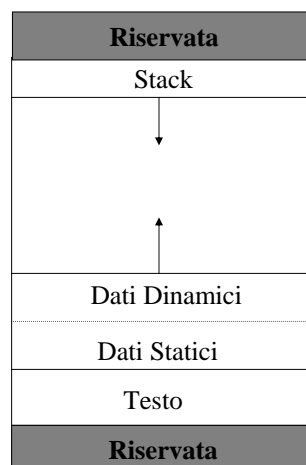 Riservata
Stack
Dati Dinamici
Dati Statici
Testo
Riservata